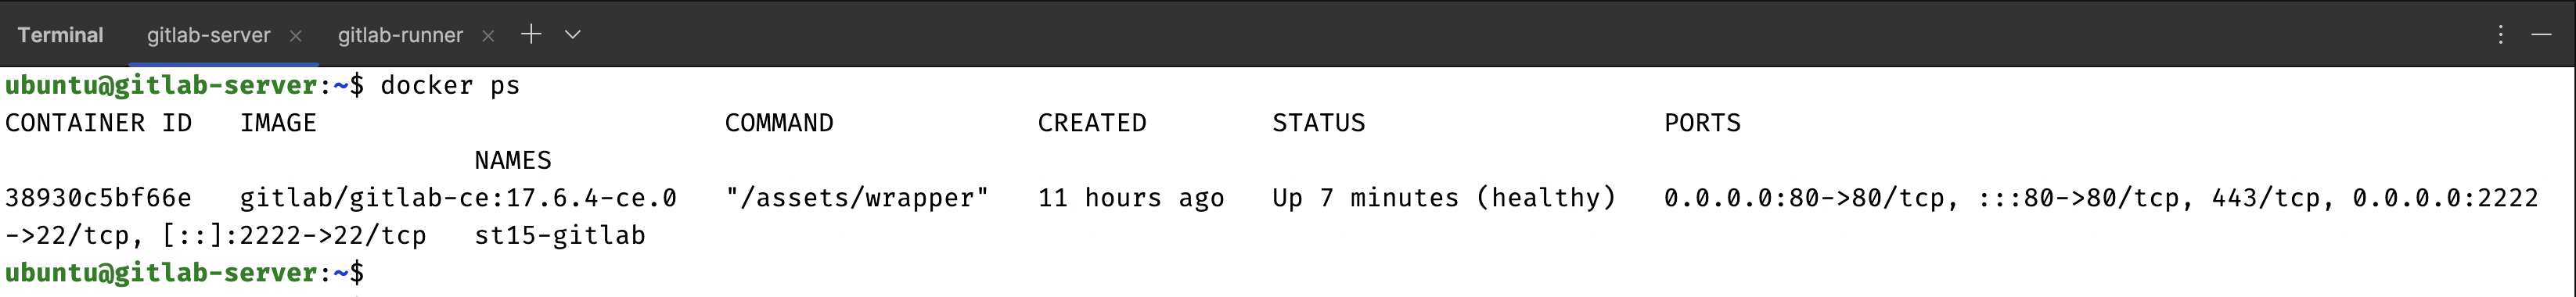 Terminal gitlab-server × gitlab-runner × +
ubuntu@gitlab-server:~$ docker ps
CONTAINER ID   IMAGE                          COMMAND             CREATED        STATUS                   PORTS
                              NAMES
38930c5bf66e   gitlab/gitlab-ce:17.6.4-ce.0   "/assets/wrapper"   11 hours ago   Up 7 minutes (healthy)   0.0.0.0:80->80/tcp, :::80->80/tcp, 443/tcp, 0.0.0.0:2222
->22/tcp, [::]:2222->22/tcp   st15-gitlab
ubuntu@gitlab-server:~$